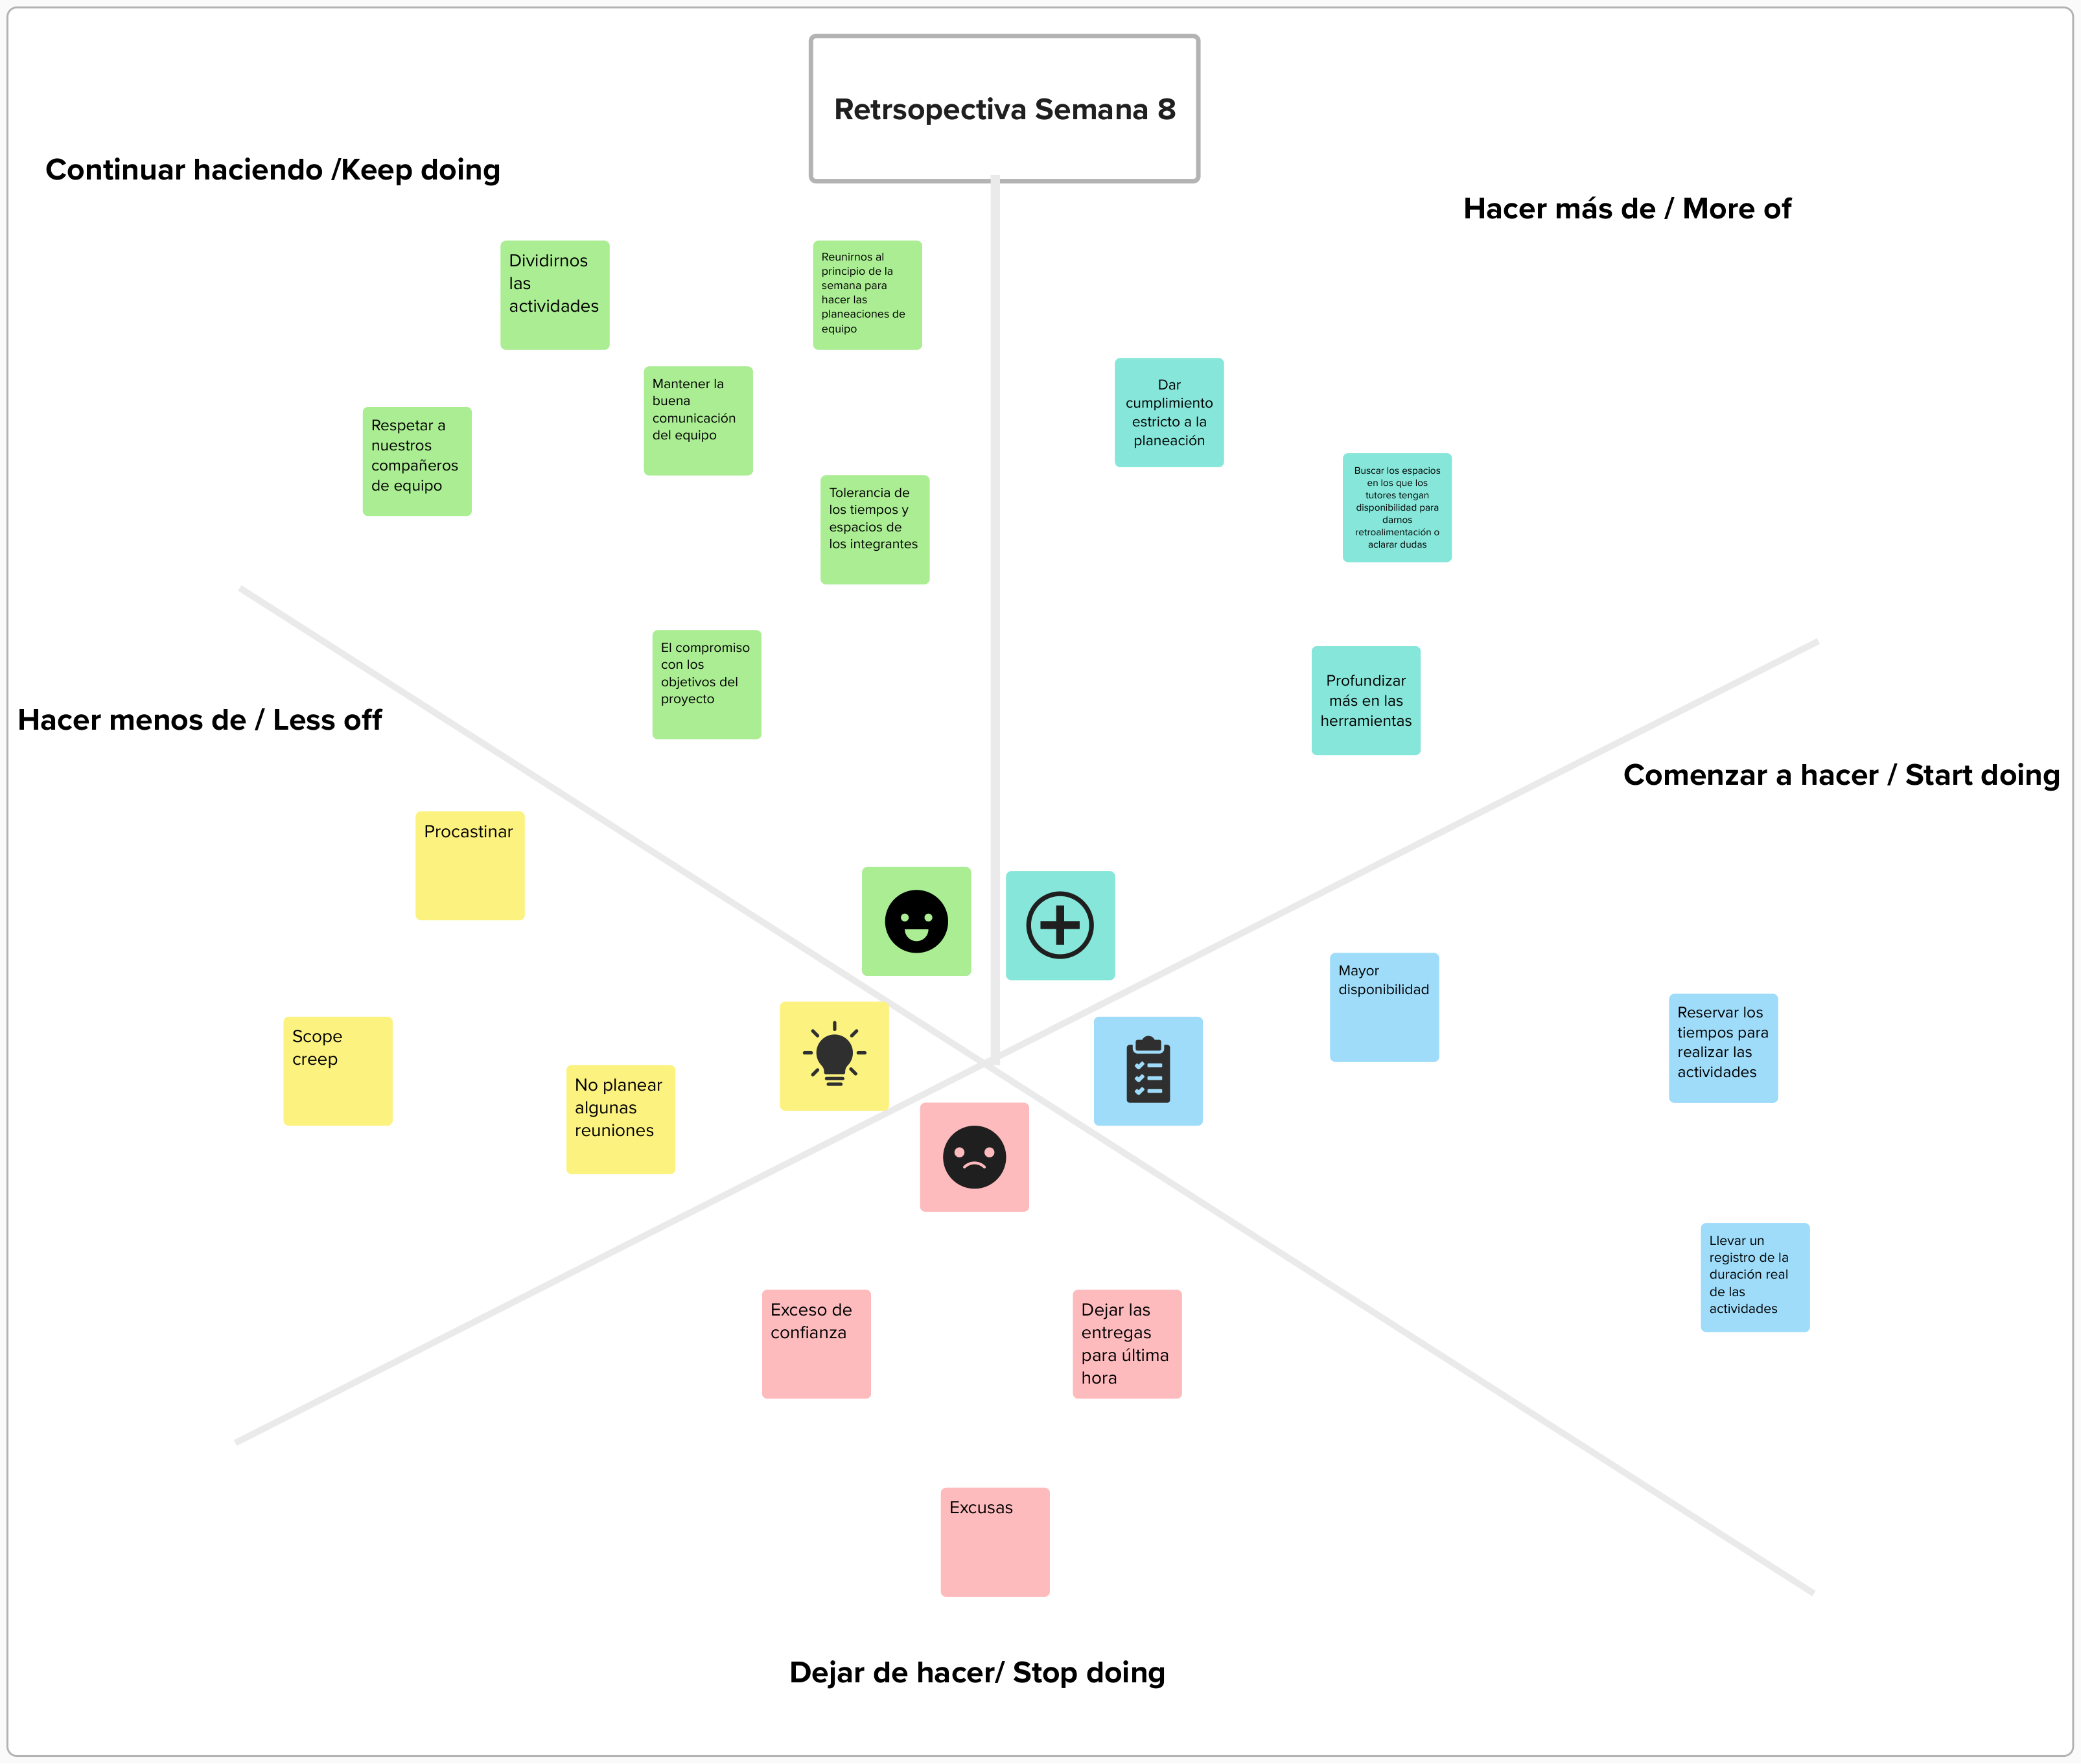 Retrsopectiva Semana 8
Continuar haciendo /Keep doing
Dividirnos
las
actividades
Reunirnos al
principio de la
semana para
hacer las
planeaciones de
equipo
Mantener la
buena
comunicación
del equipo
Respetar a
nuestros
compañeros
de equipo
Tolerancia de
los tiempos y
espacios de
los integrantes
El compromiso
con los
objetivos del
proyecto
Hacer más de / More of
Dar
cumplimiento
estricto a la
planeación
Buscar los espacios
en los que los
tutores tengan
disponibilidad para
darnos
retroalimentación o
aclarar dudas
Profundizar
más en las
herramientas
Hacer menos de / Less off
Procastinar
Scope
creep
No planear
algunas
reuniones
Comenzar a hacer / Start doing
Mayor
disponibilidad
Reservar los
tiempos para
realizar las
actividades
Llevar un
registro de la
duración real
de las
actividades
Exceso de
confianza
Dejar las
entregas
para última
hora
Excusas
Dejar de hacer/ Stop doing